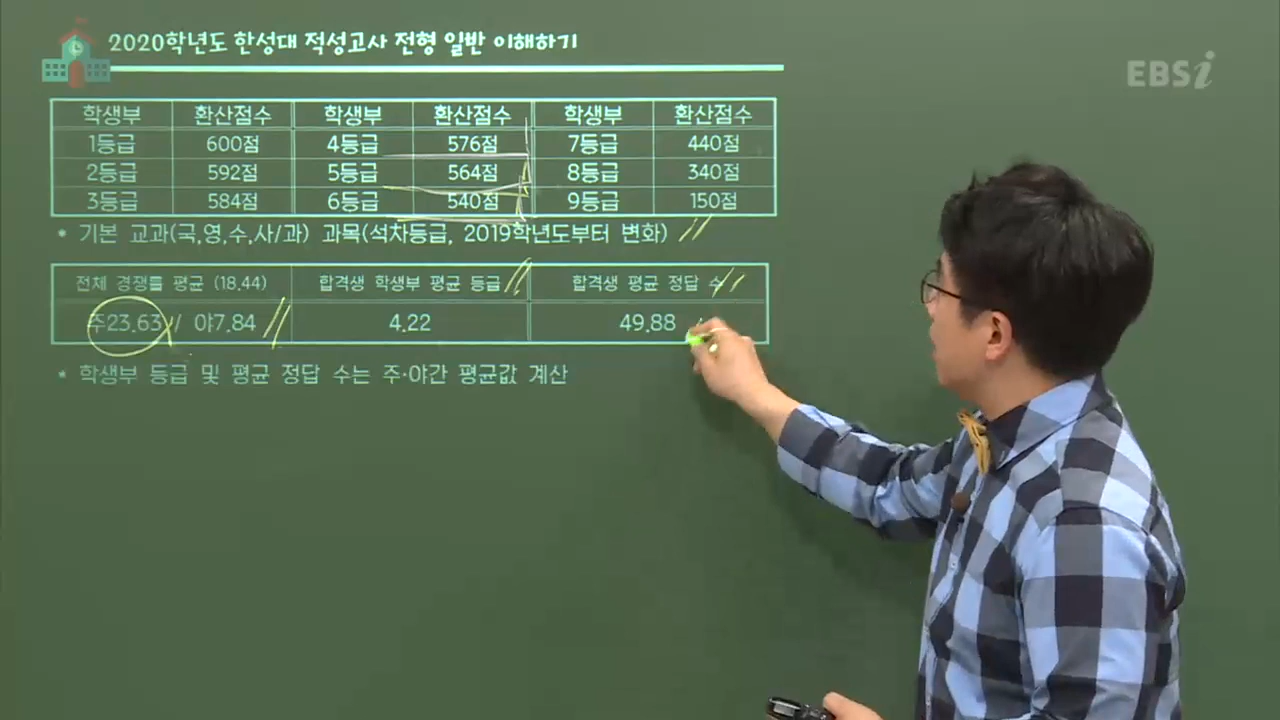 2020학년도 한성대 적성고사 전형 일반 이해하기
EBSi
학생부 환산점수 학생부 환산점수 학생부 환산점수
1등급 600점 4등급 576점 7등급 440점
2등급 592점 5등급 564점 8등급 340점
3등급 584점 6등급 540점 9등급 150점
* 기본 교과(국,영,수,사/과) 과목(석차등급, 2019학년도부터 변화)
전체 경쟁률 평균 (18.44) 합격생 학생부 평균 등급 합격생 평균 정답 수
주23.63 / 야7.84 4.22 49.88
* 학생부 등급 및 평균 정답 수는 주·야간 평균값 계산